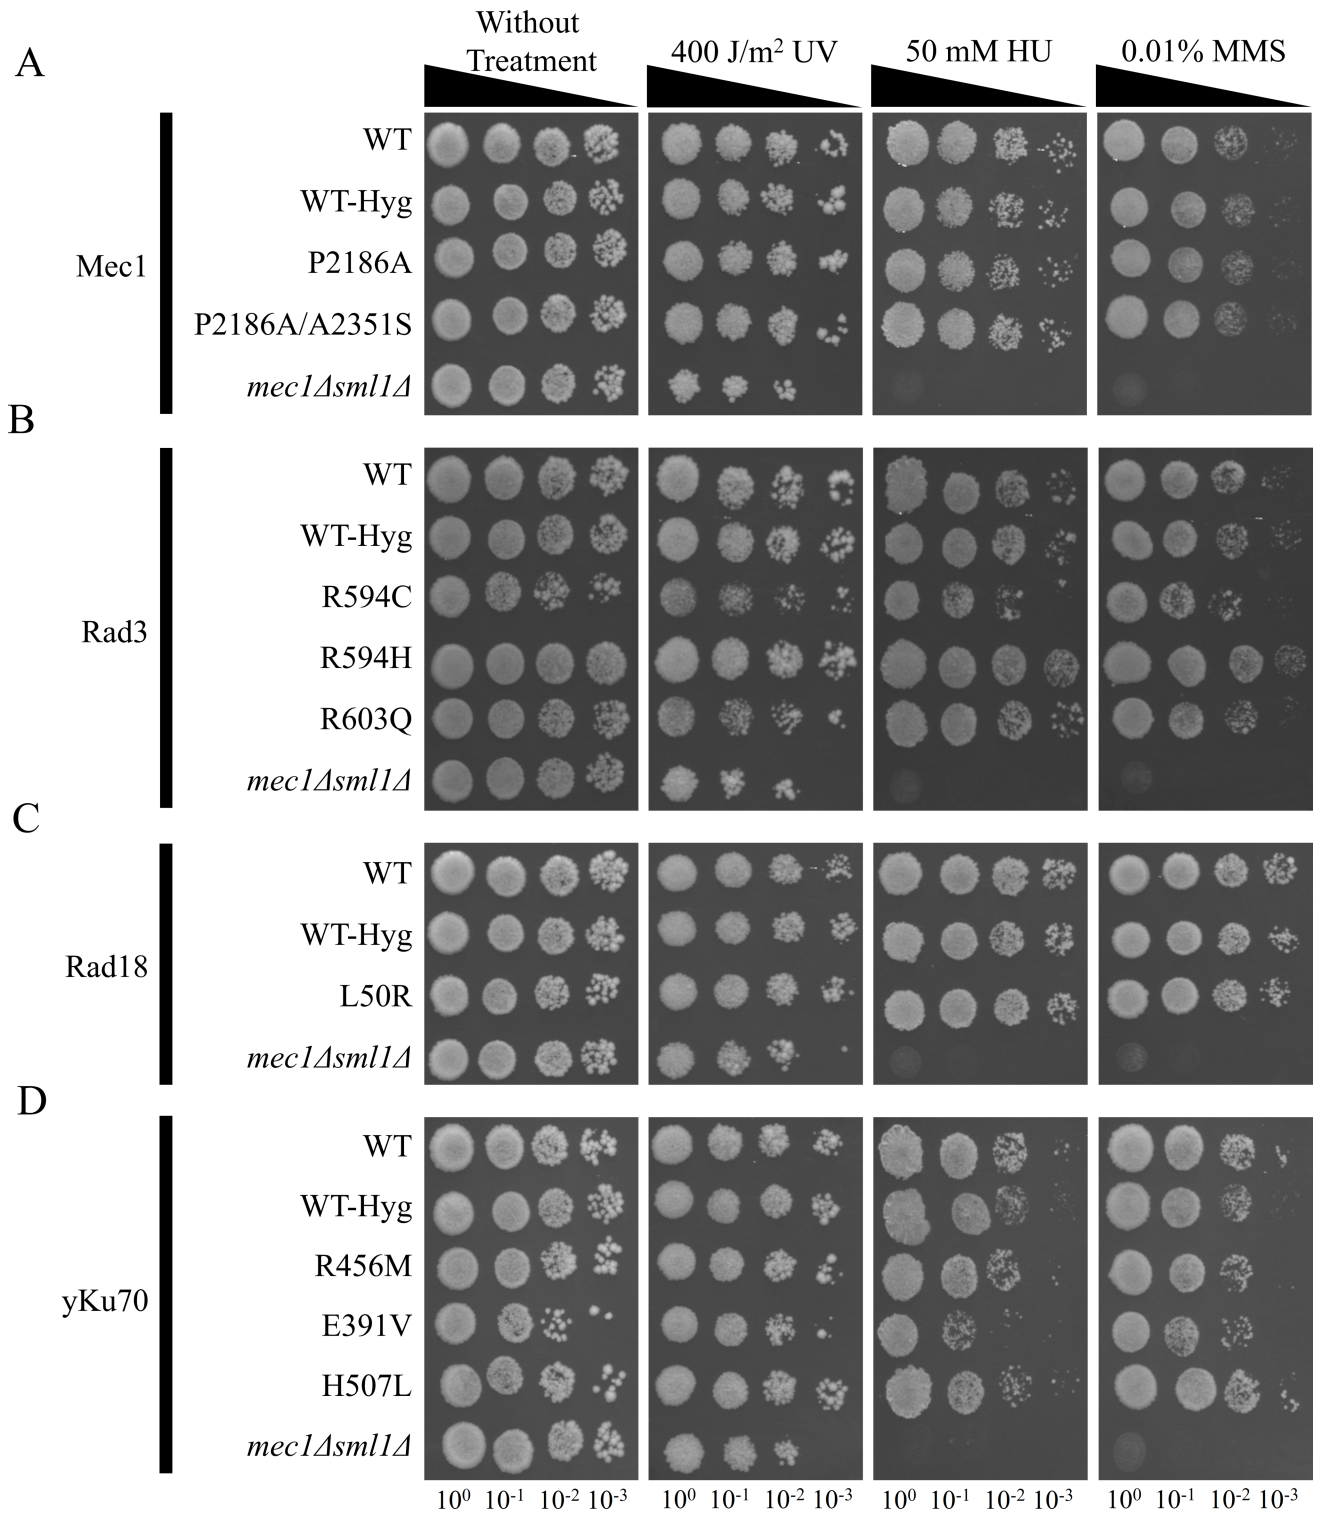 Without
Treatment
400 J/m² UV
50 mM HU
0.01% MMS
A
Mec1
WT
WT-Hyg
P2186A
P2186A/A2351S
mec1Δsml1Δ
B
Rad3
WT
WT-Hyg
R594C
R594H
R603Q
mec1Δsml1Δ
C
Rad18
WT
WT-Hyg
L50R
mec1Δsml1Δ
D
yKu70
WT
WT-Hyg
R456M
E391V
H507L
mec1Δsml1Δ
10⁰ 10⁻¹ 10⁻² 10⁻³ 10⁰ 10⁻¹ 10⁻² 10⁻³ 10⁰ 10⁻¹ 10⁻² 10⁻³ 10⁰ 10⁻¹ 10⁻² 10⁻³